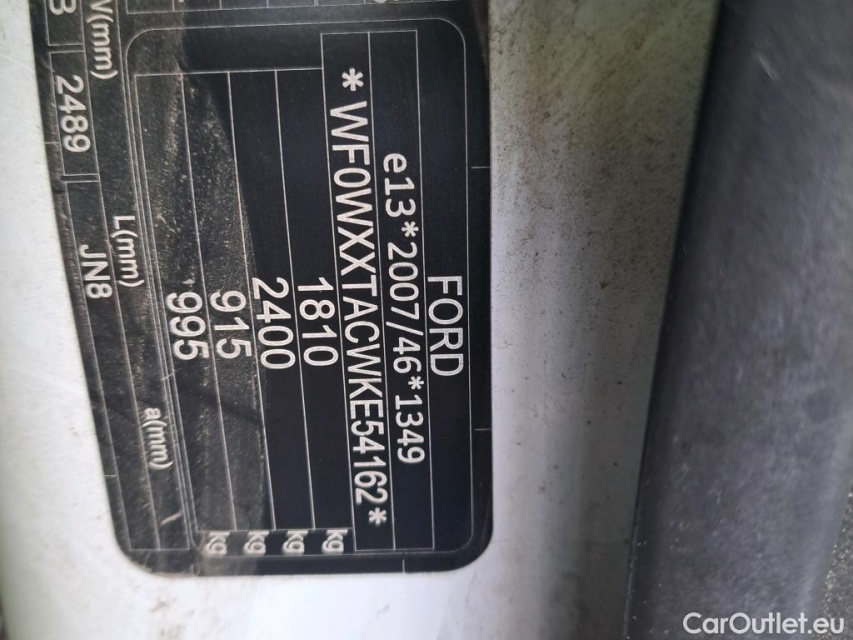 FORD
e13*2007/46*1349
*WF0WXXTACWKE54162*
1810 kg
2400 kg
915 kg
995 kg
L(mm) a(mm)
V(mm)
2489 JN8
CarOutlet.eu